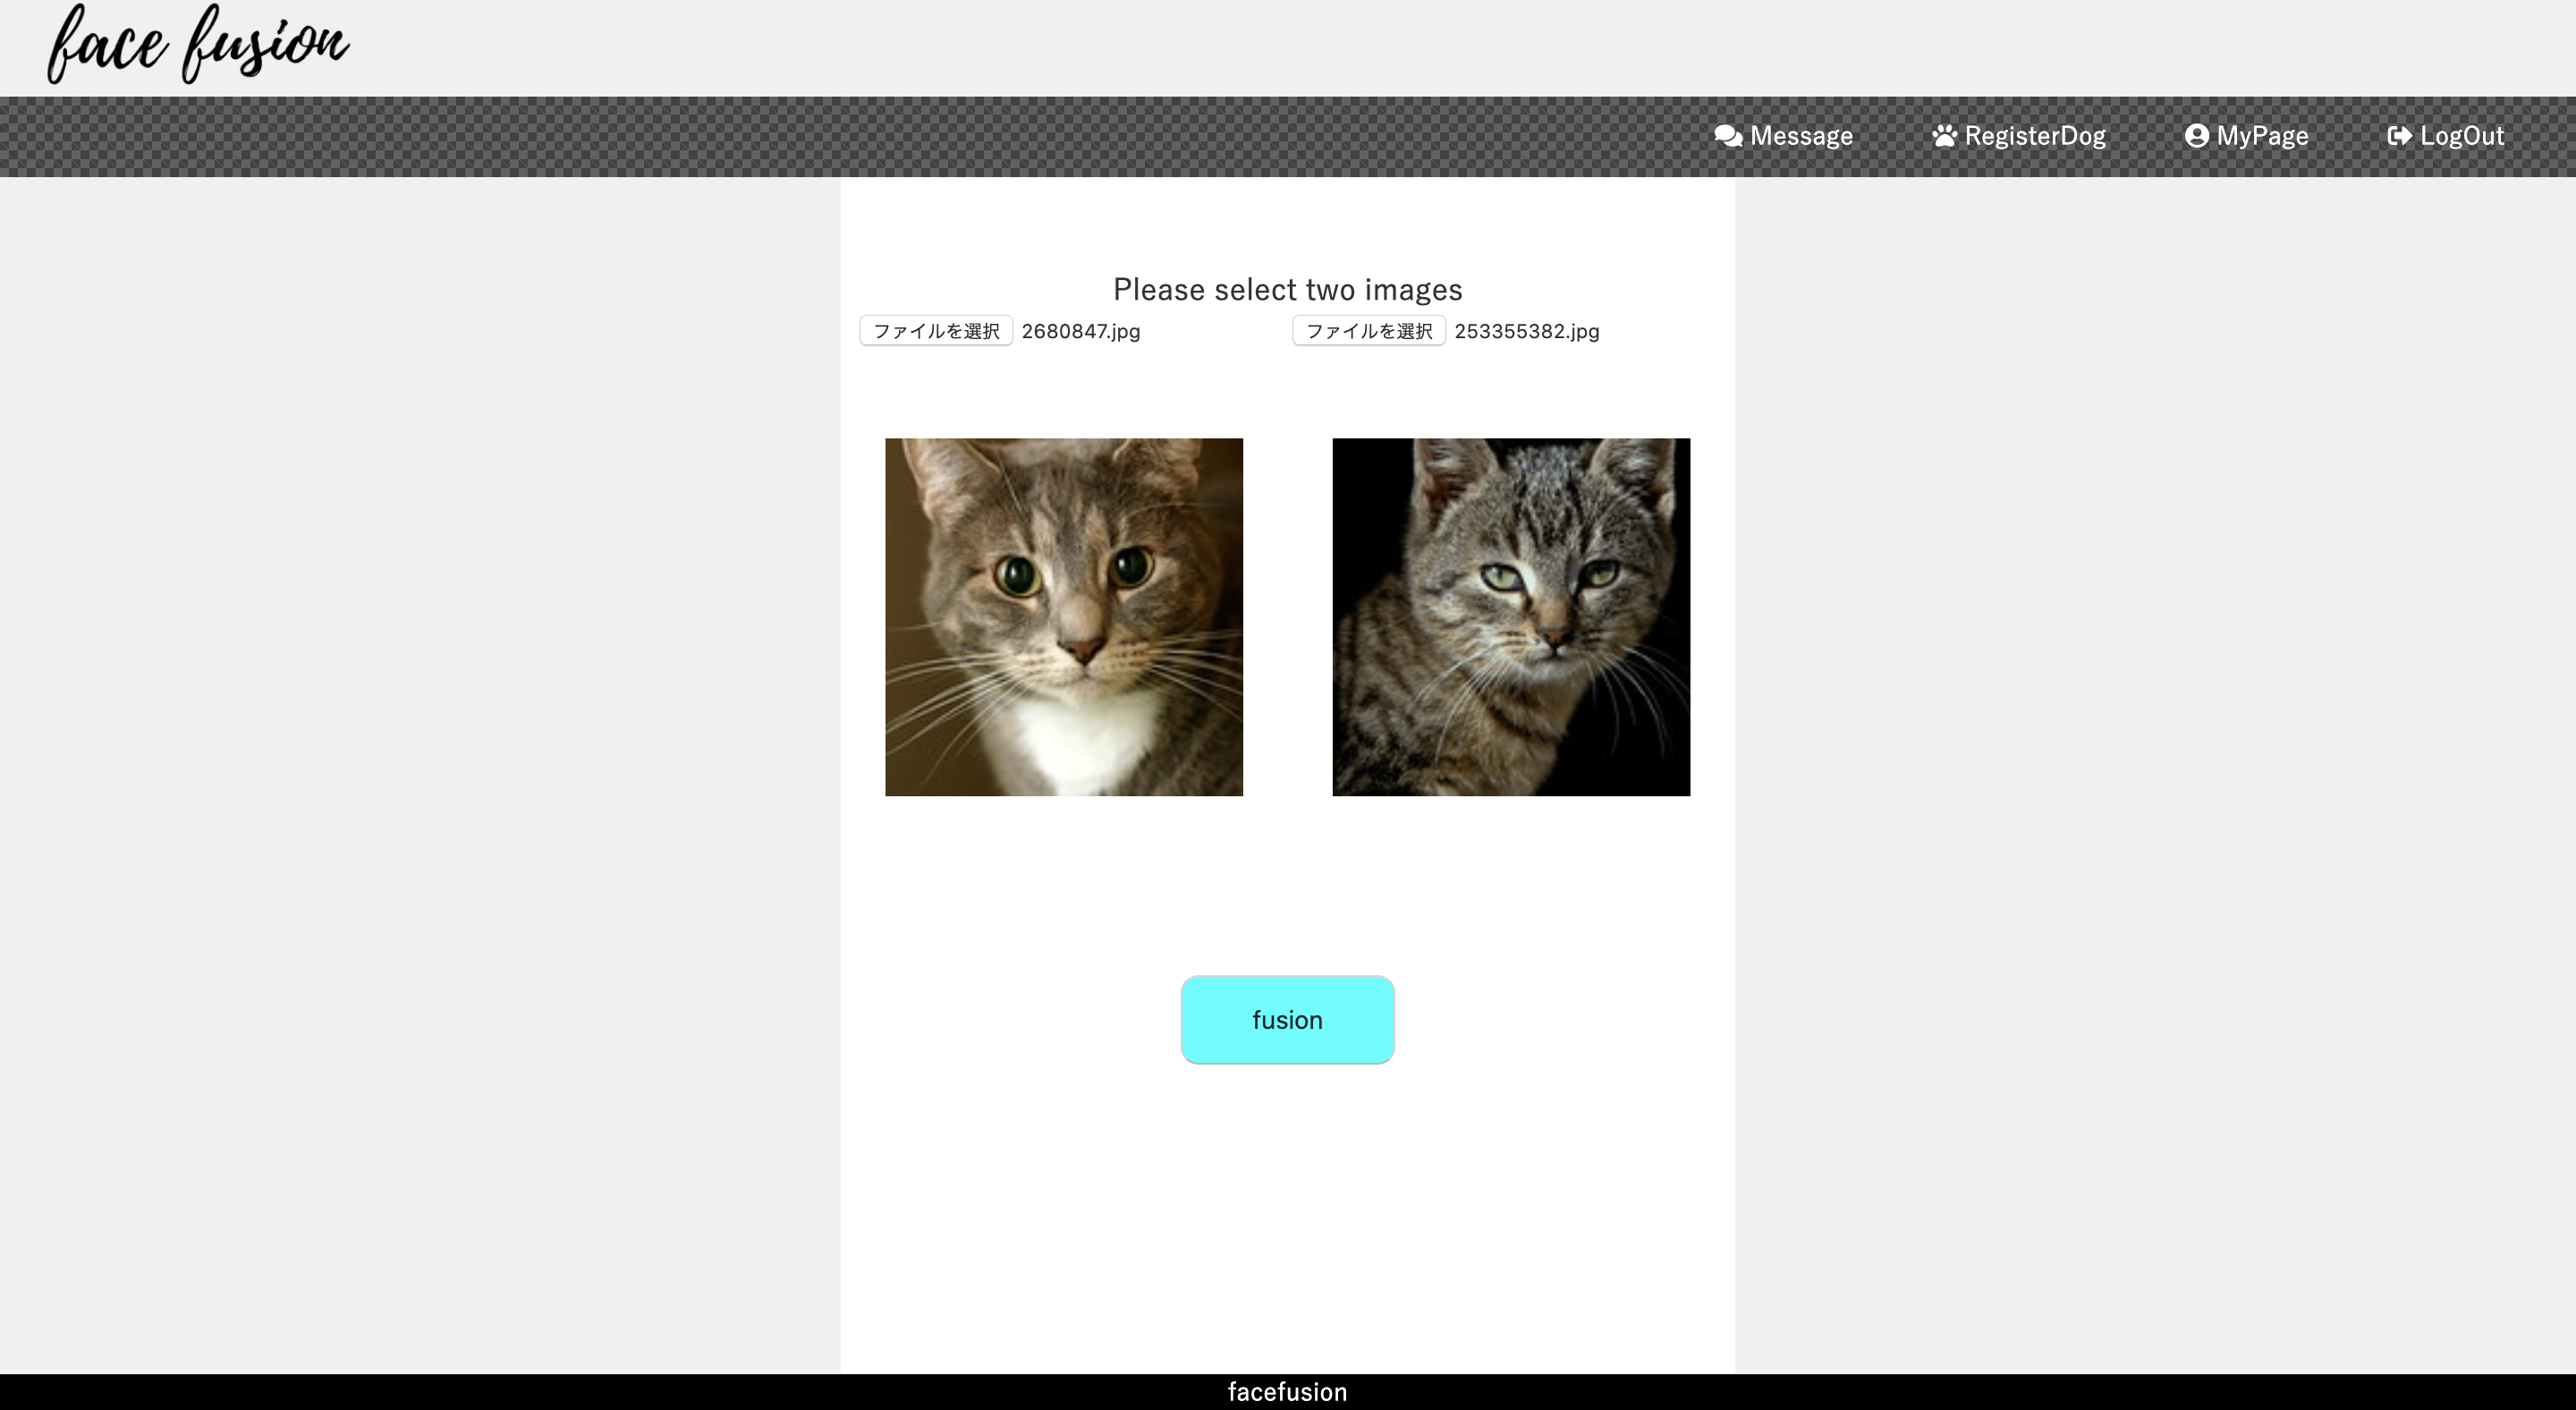 face fusion
Message RegisterDog MyPage LogOut
Please select two images
ファイルを選択 2680847.jpg ファイルを選択 253355382.jpg
fusion
facefusion